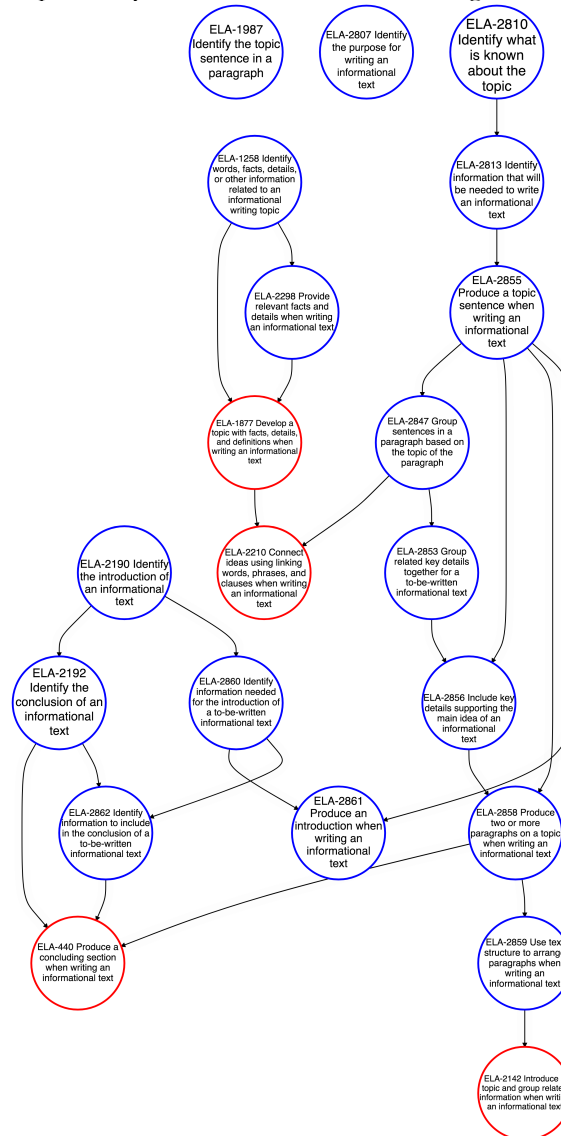 ELA-1987
Identify the topic
sentence in a
paragraph
ELA-2807 Identify
the purpose for
writing an
informational
text
ELA-2810
Identify what
is known
about the
topic
ELA-1258 Identify
words, facts, details,
or other information
related to an
informational
writing topic
ELA-2813 Identify
information that will
be needed to write
an informational
text
ELA-2298 Provide
relevant facts and
details when writing
an informational text
ELA-2855
Produce a topic
sentence when
writing an
informational
text
ELA-1877 Develop a
topic with facts, details,
and definitions when
writing an informational
text
ELA-2847 Group
sentences in a
paragraph based on
the topic of the
paragraph
ELA-2210 Connect
ideas using linking
words, phrases, and
clauses when writing
an informational
text
ELA-2853 Group
related key details
together for a
to-be-written
informational text
ELA-2190 Identify
the introduction of
an informational
text
ELA-2192
Identify the
conclusion of an
informational
text
ELA-2860 Identify
information needed
for the introduction of
a to-be-written
informational text
ELA-2856 Include key
details supporting the
main idea of an
informational
text
ELA-2862 Identify
information to include
in the conclusion of a
to-be-written
informational text
ELA-2861
Produce an
introduction when
writing an
informational
text
ELA-2858 Produce
two or more
paragraphs on a topic
when writing an
informational text
ELA-440 Produce a
concluding section
when writing an
informational text
ELA-2859 Use tex
structure to arrang
paragraphs when
writing an
informational text
ELA-2142 Introduce
topic and group relate
information when writi
an informational text